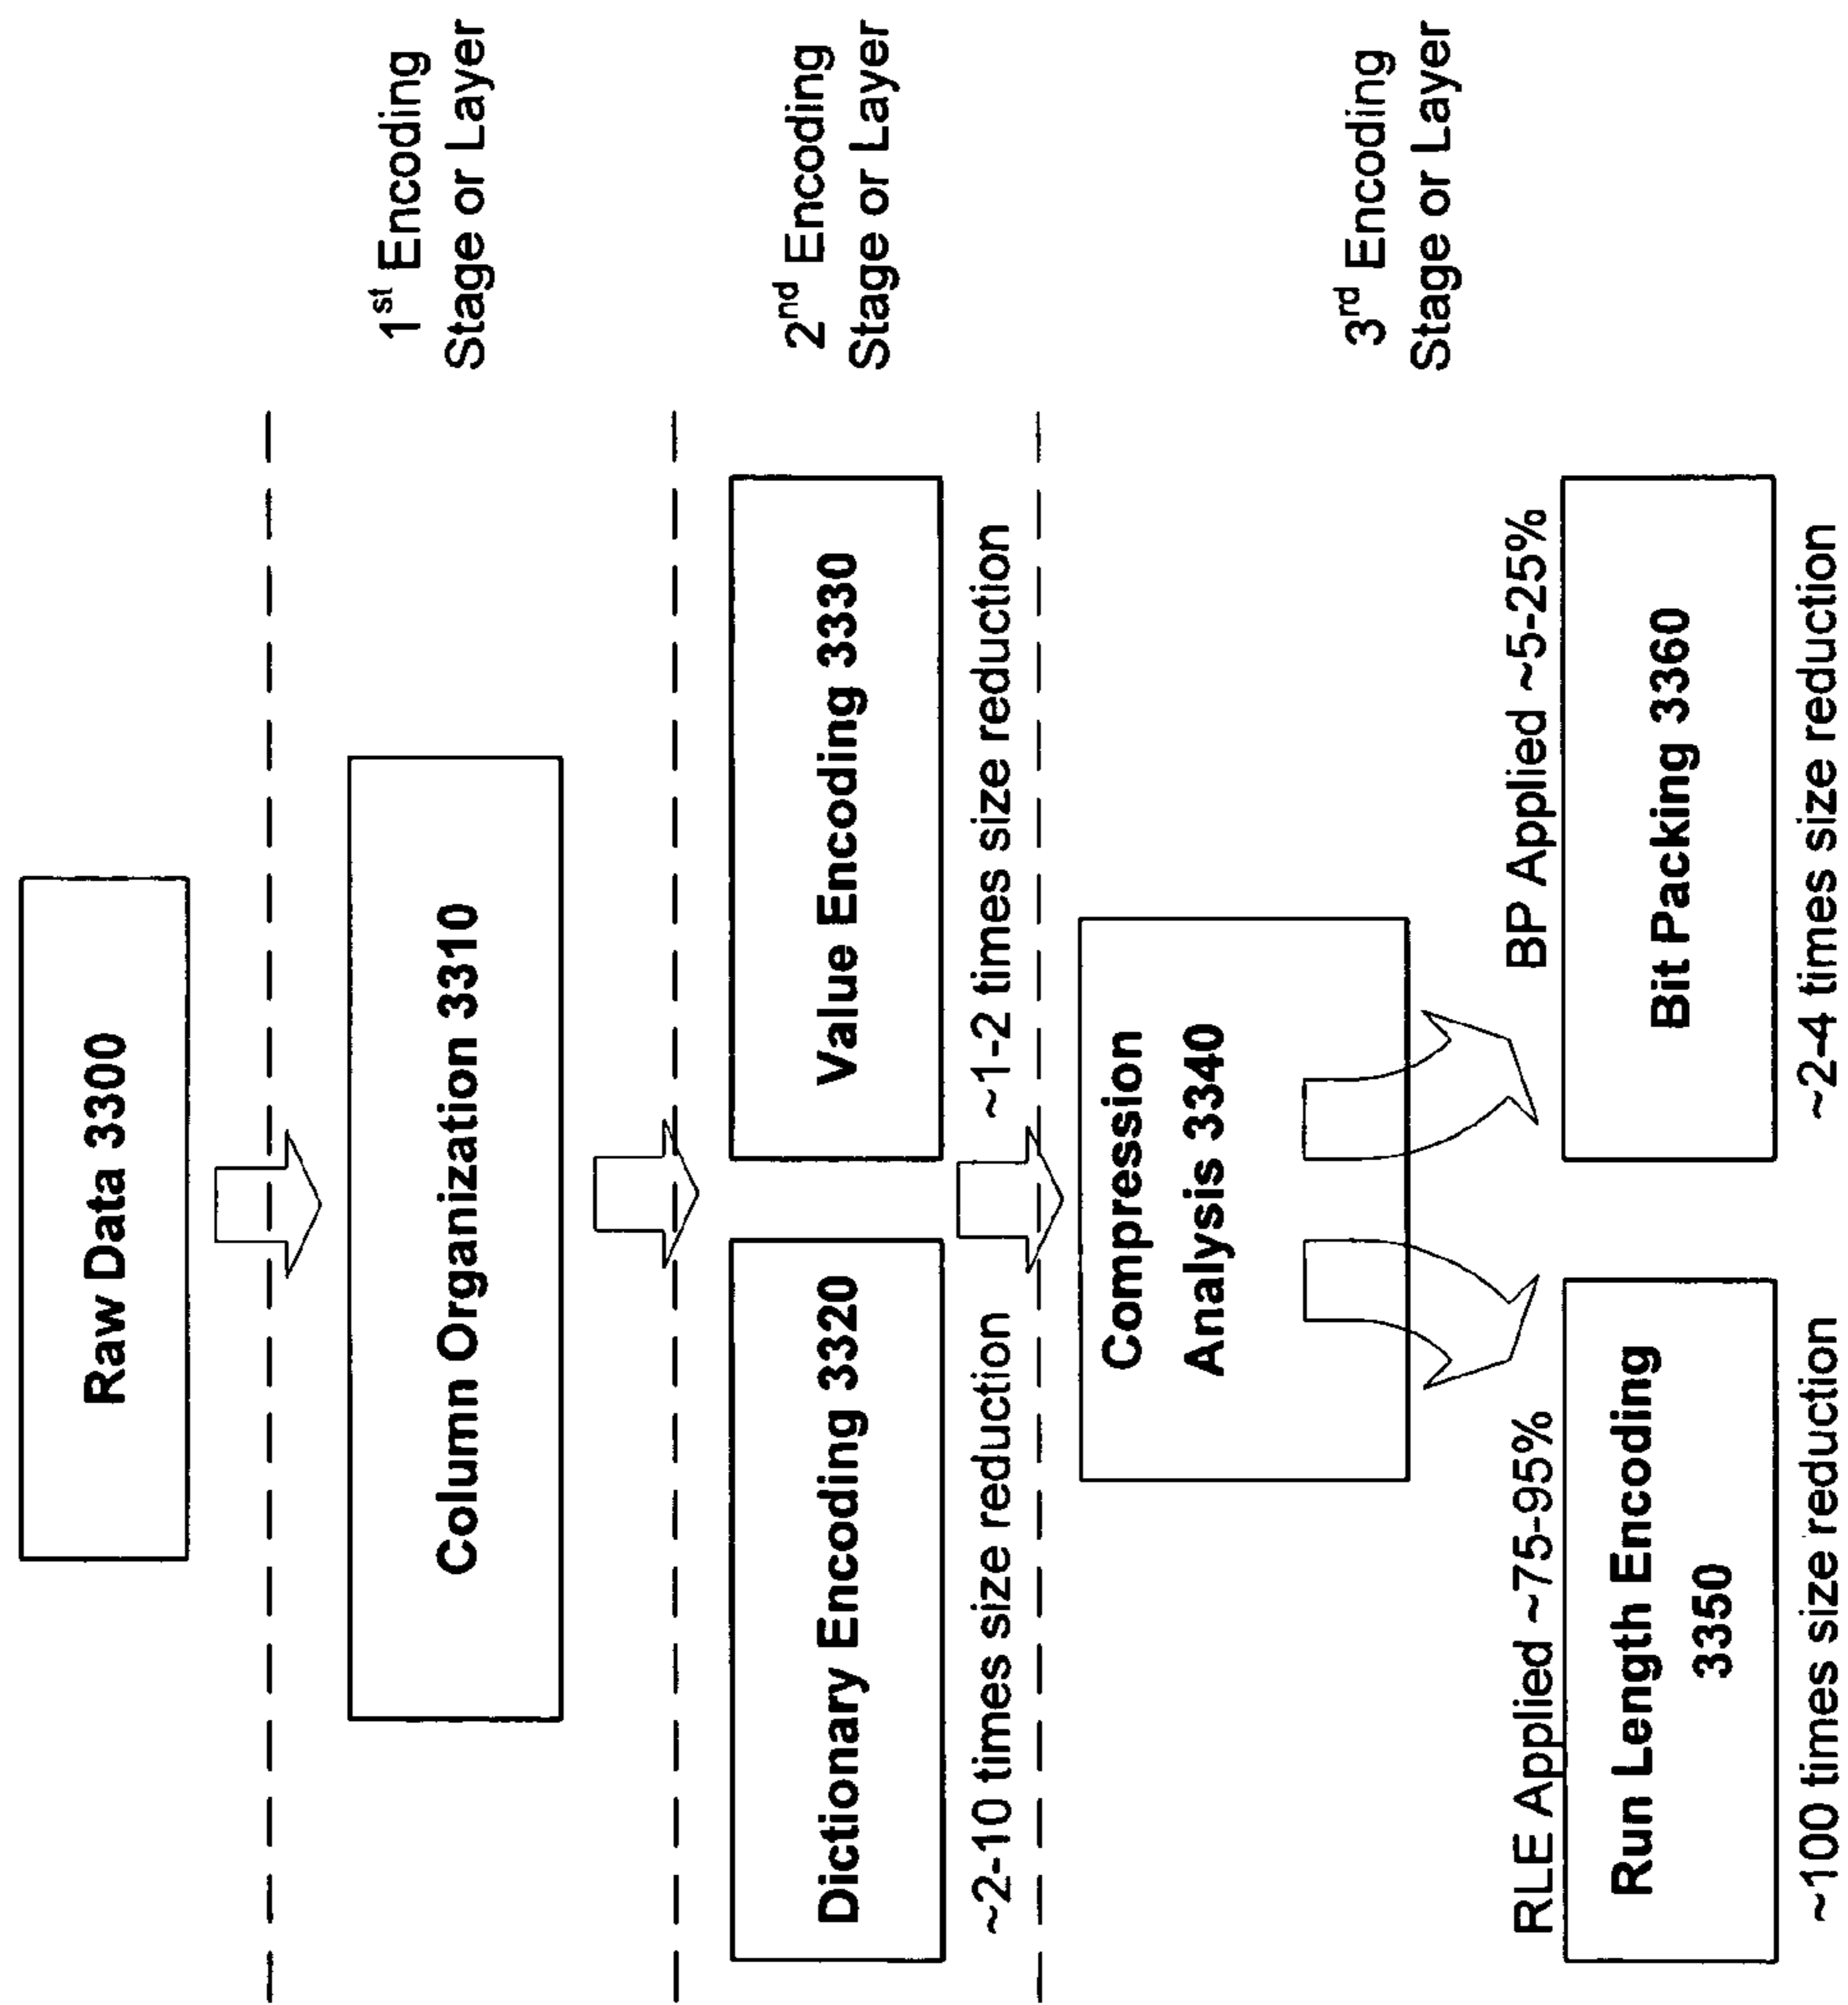 Raw Data 3300
1st Encoding
Stage or Layer
Column Organization 3310
2nd Encoding
Stage or Layer
Dictionary Encoding 3320
Value Encoding 3330
~2-10 times size reduction
~1-2 times size reduction
3rd Encoding
Stage or Layer
Compression
Analysis 3340
RLE Applied ~75-95%
BP Applied ~5-25%
Run Length Encoding
3350
Bit Packing 3360
~100 times size reduction
~2-4 times size reduction